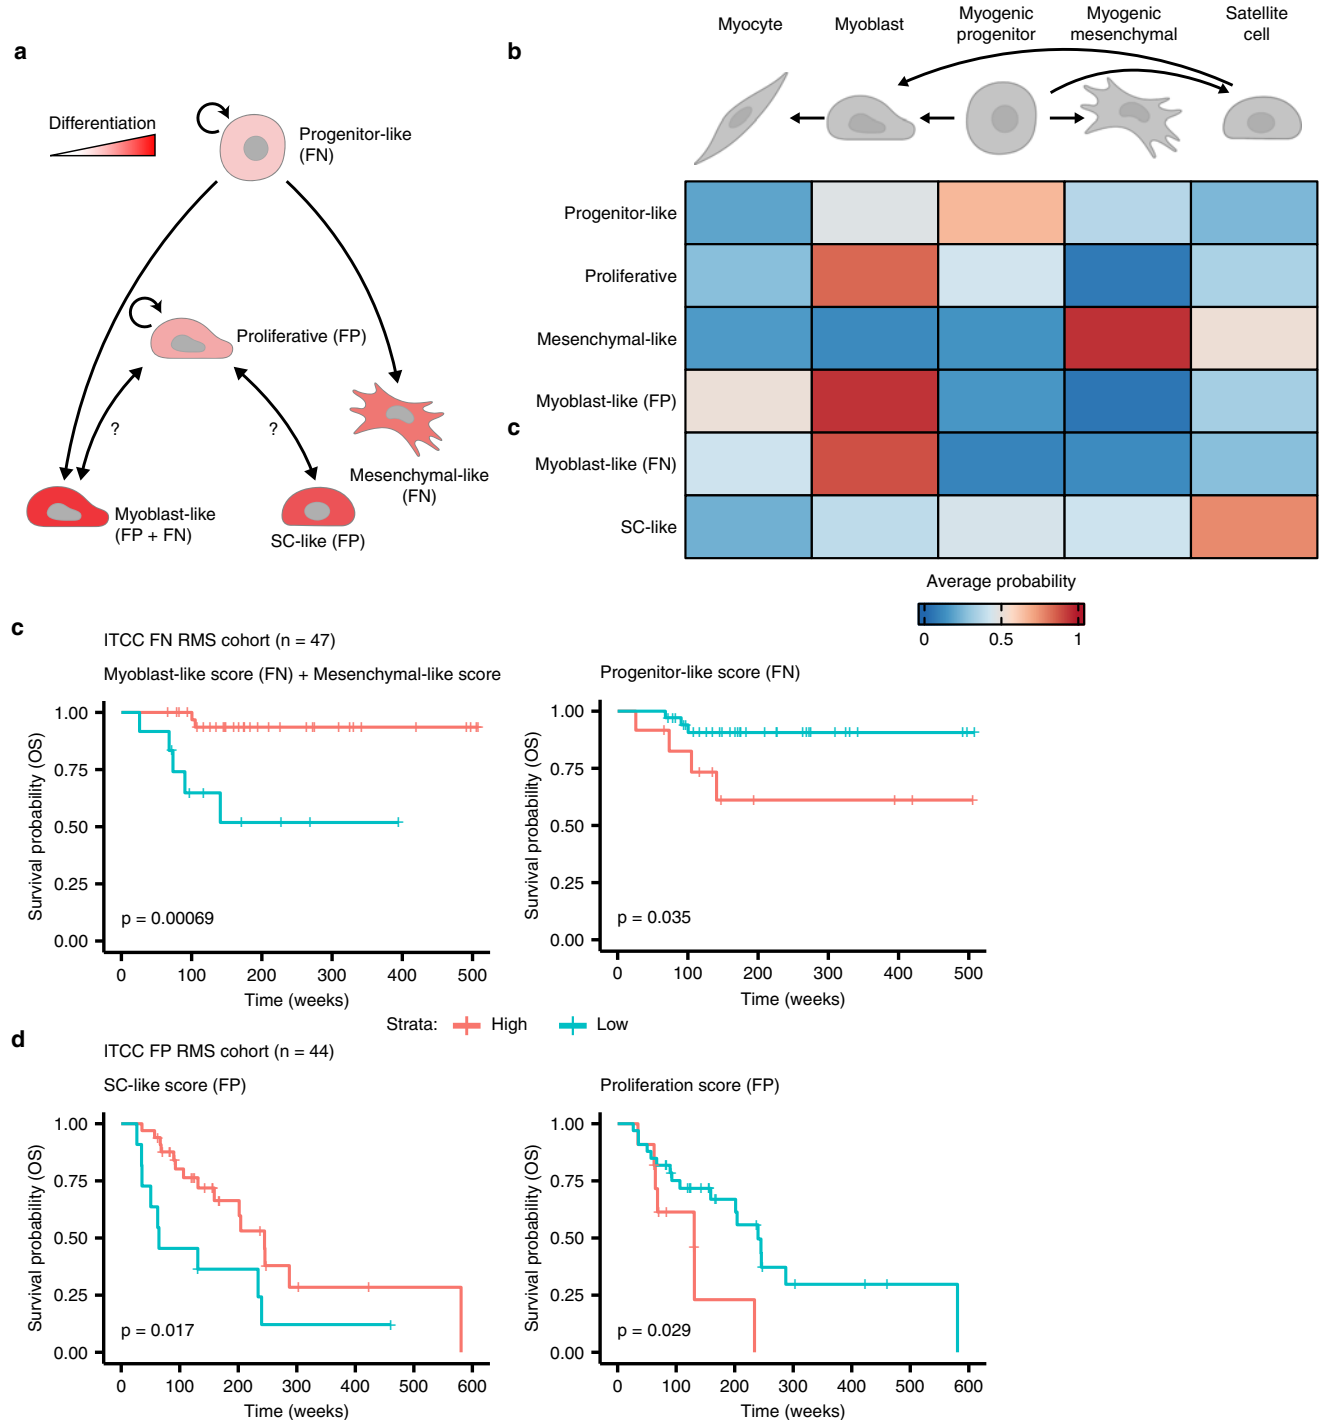 a
Differentiation
Progenitor-like
(FN)
Proliferative (FP)
?
?
Mesenchymal-like
(FN)
Myoblast-like
(FP + FN)
SC-like (FP)
b
Myocyte
Myoblast
Myogenic
progenitor
Myogenic
mesenchymal
Satellite
cell
Progenitor-like
Proliferative
Mesenchymal-like
Myoblast-like (FP)
c
Myoblast-like (FN)
SC-like
Average probability
0 0.5 1
c
ITCC FN RMS cohort (n = 47)
Myoblast-like score (FN) + Mesenchymal-like score
Survival probability (OS)
1.00
0.75
0.50
0.25
0.00
p = 0.00069
0 100 200 300 400 500
Time (weeks)
Progenitor-like score (FN)
Survival probability (OS)
1.00
0.75
0.50
0.25
0.00
p = 0.035
0 100 200 300 400 500
Time (weeks)
Strata: High Low
d
ITCC FP RMS cohort (n = 44)
SC-like score (FP)
Survival probability (OS)
1.00
0.75
0.50
0.25
0.00
p = 0.017
0 100 200 300 400 500 600
Time (weeks)
Proliferation score (FP)
Survival probability (OS)
1.00
0.75
0.50
0.25
0.00
p = 0.029
0 100 200 300 400 500 600
Time (weeks)